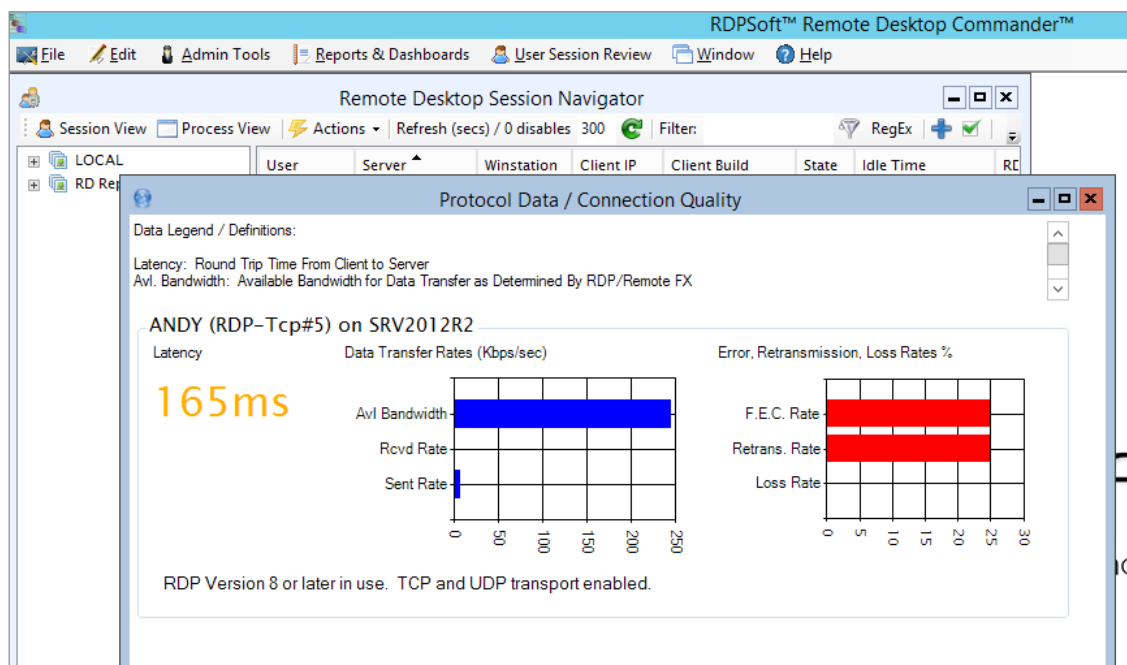 RDPSoft™ Remote Desktop Commander™
File Edit Admin Tools Reports & Dashboards User Session Review Window Help
Remote Desktop Session Navigator
Session View Process View Actions Refresh (secs) / 0 disables 300 Filter: RegEx
LOCAL
User Server Winstation Client IP Client Build State Idle Time
RD
Protocol Data / Connection Quality
Data Legend / Definitions:
Latency: Round Trip Time From Client to Server
Avl. Bandwidth: Available Bandwidth for Data Transfer as Determined By RDP/Remote FX
ANDY (RDP-Tcp#5) on SRV2012R2
Latency
165ms
Data Transfer Rates (Kbps/sec)
Avl Bandwidth
Rcvd Rate
Sent Rate
0 50 100 150 200 250
Error, Retransmission, Loss Rates %
F.E.C. Rate
Retrans. Rate
Loss Rate
0 5 10 15 20 25 30
RDP Version 8 or later in use. TCP and UDP transport enabled.